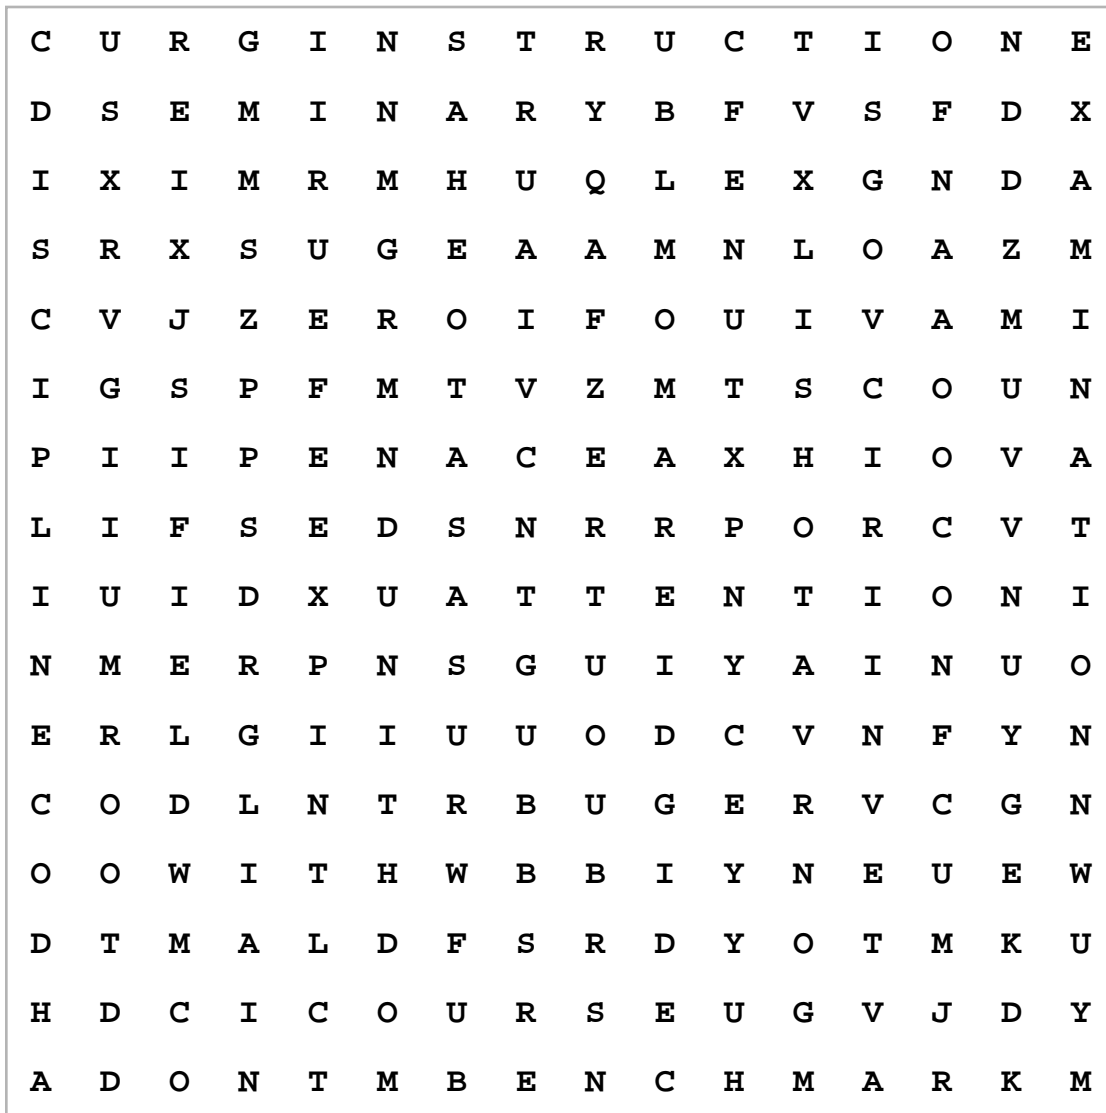 C U R G I N S T R U C T I O N E
D S E M I N A R Y B F V S F D X
I X I M R M H U Q L E X G N D A
S R X S U G E A A M N L O A Z M
C V J Z E R O I F O U I V A M I
I G S P F M T V Z M T S C O U N
P I I P E N A C E A X H I O V A
L I F S E D S N R R P O R C V T
I U I D X U A T T E N T I O N I
N M E R P N S G U I Y A I N U O
E R L G I I U U O D C V N F Y N
C O D L N T R B U G E R V C G N
O O W I T H W B B I Y N E U E W
D T M A L D F S R D Y O T M K U
H D C I C O U R S E U G V J D Y
A D O N T M B E N C H M A R K M